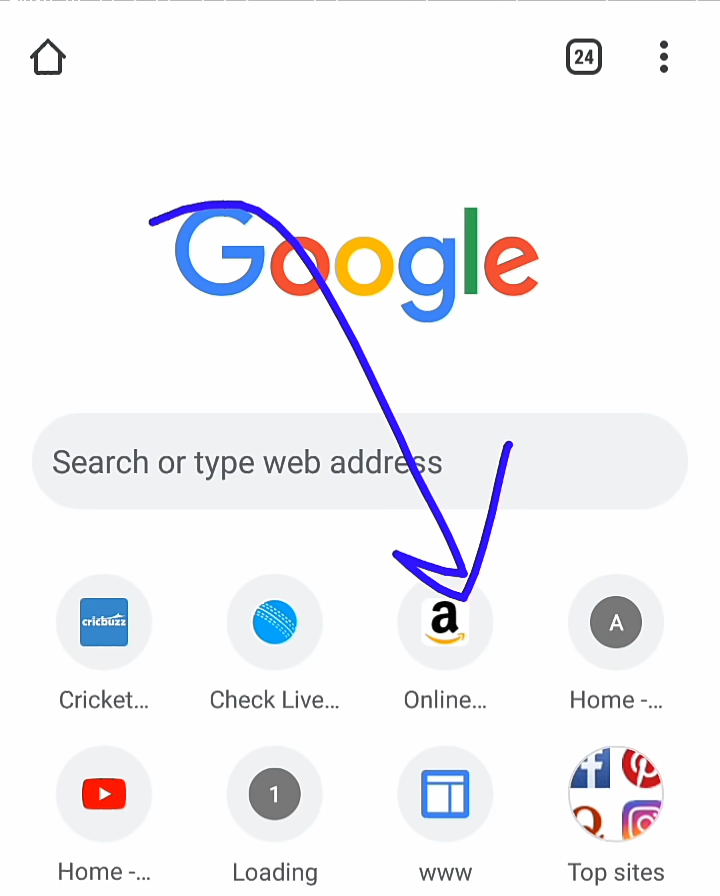 24
Google
Search or type web address
cricbuzz
a
A
Cricket...
Check Live...
Online...
Home -...
1
Home -...
Loading
www
Top sites